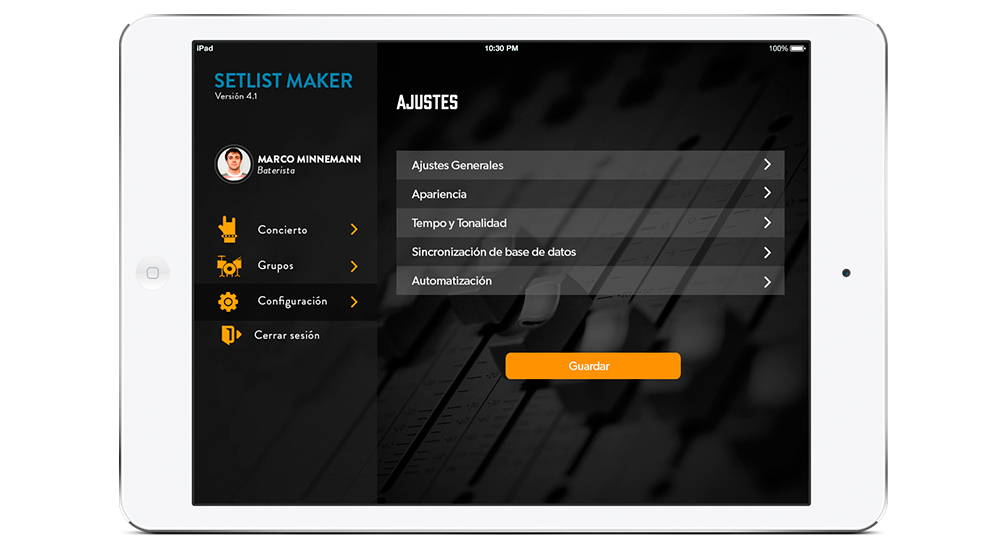 iPad
10:30 PM
100%
SETLIST MAKER
Versión 4.1
MARCO MINNEMANN
Baterista
Concierto
Grupos
Configuración
Cerrar sesión
AJUSTES
Ajustes Generales
Apariencia
Tempo y Tonalidad
Sincronización de base de datos
Automatización
Guardar